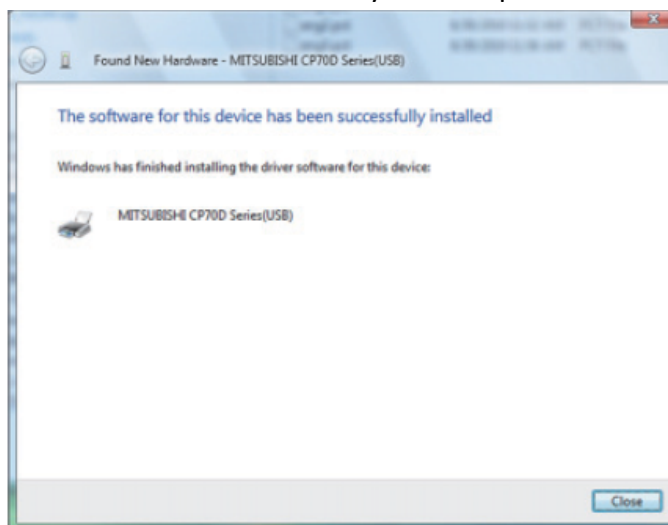 Found New Hardware - MITSUBISHI CP70D Series(USB)
The software for this device has been successfully installed
Windows has finished installing the driver software for this device:
MITSUBISHI CP70D Series(USB)
Close